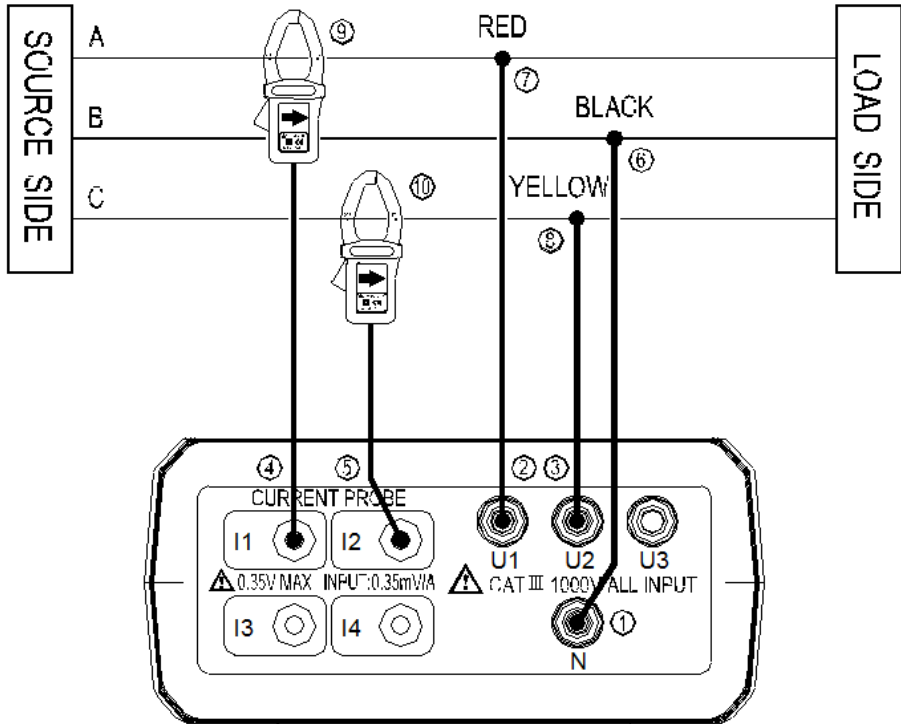 SOURCE SIDE
A
B
C
⑨
⑩
RED
⑦
BLACK
⑥
YELLOW
⑧
LOAD SIDE
④
⑤
②
③
CURRENT PROBE
I1
I2
U1
U2
U3
⚠ 0.35V MAX INPUT:0.35mV/A
⚠ CAT III 1000V ALL INPUT
I3
I4
①
N